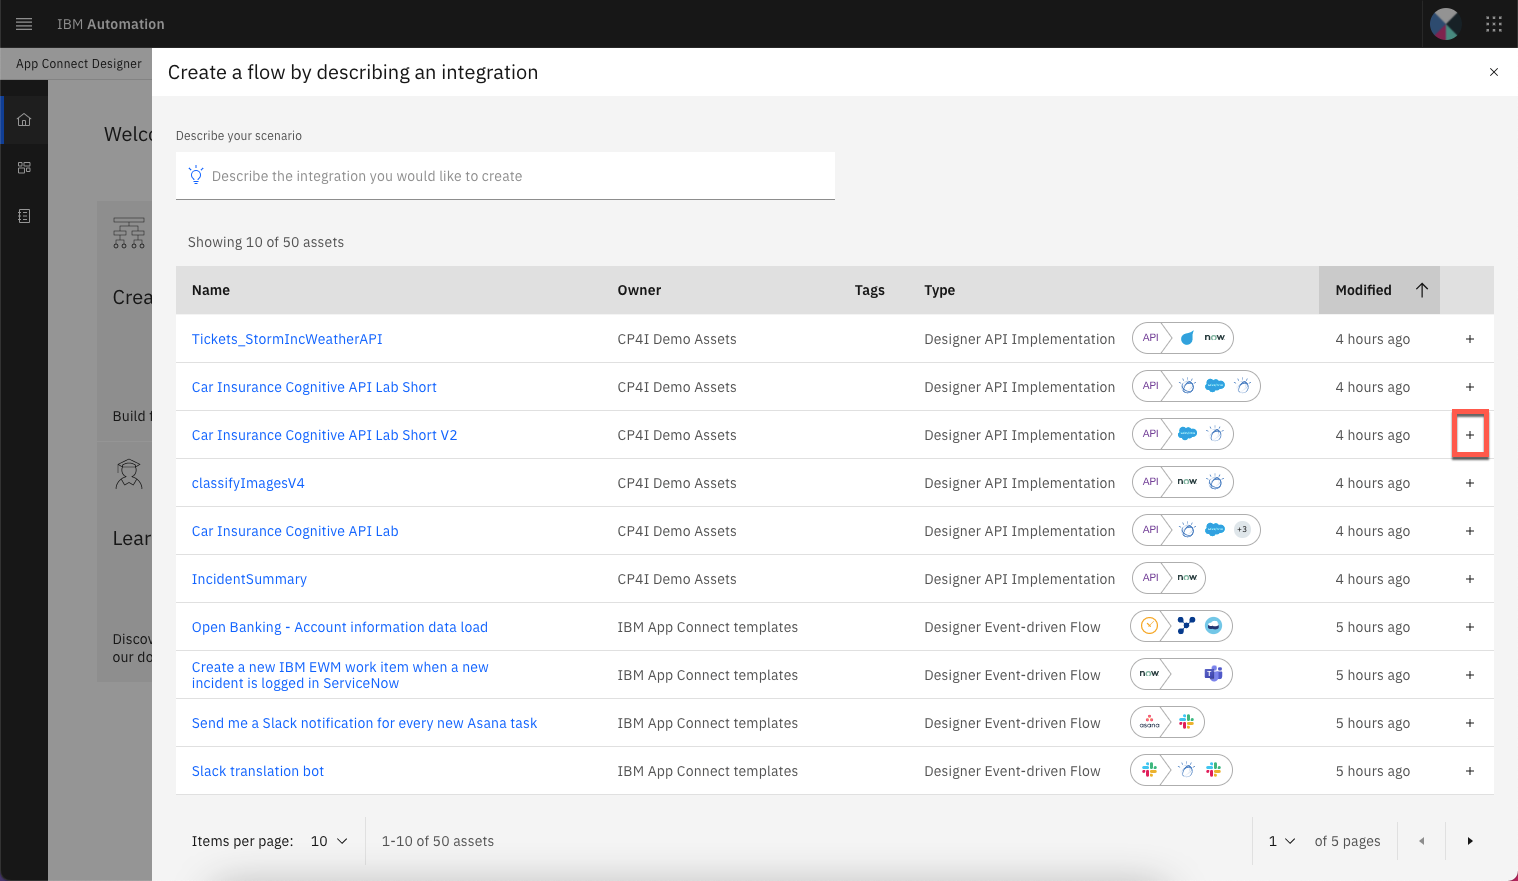 IBM Automation
App Connect Designer
Create a flow by describing an integration
Welc
Crea
Build f
Lear
Discov
our do
Describe your scenario
Describe the integration you would like to create
Showing 10 of 50 assets
Name Owner Tags Type Modified
Tickets_StormIncWeatherAPI CP4I Demo Assets Designer API Implementation API now 4 hours ago
Car Insurance Cognitive API Lab Short CP4I Demo Assets Designer API Implementation API 4 hours ago
Car Insurance Cognitive API Lab Short V2 CP4I Demo Assets Designer API Implementation API 4 hours ago
classifyImagesV4 CP4I Demo Assets Designer API Implementation API now 4 hours ago
Car Insurance Cognitive API Lab CP4I Demo Assets Designer API Implementation API +3 4 hours ago
IncidentSummary CP4I Demo Assets Designer API Implementation API now 4 hours ago
Open Banking - Account information data load IBM App Connect templates Designer Event-driven Flow 5 hours ago
Create a new IBM EWM work item when a new
incident is logged in ServiceNow IBM App Connect templates Designer Event-driven Flow now 5 hours ago
Send me a Slack notification for every new Asana task IBM App Connect templates Designer Event-driven Flow asana 5 hours ago
Slack translation bot IBM App Connect templates Designer Event-driven Flow 5 hours ago
Items per page: 10 1-10 of 50 assets 1 of 5 pages